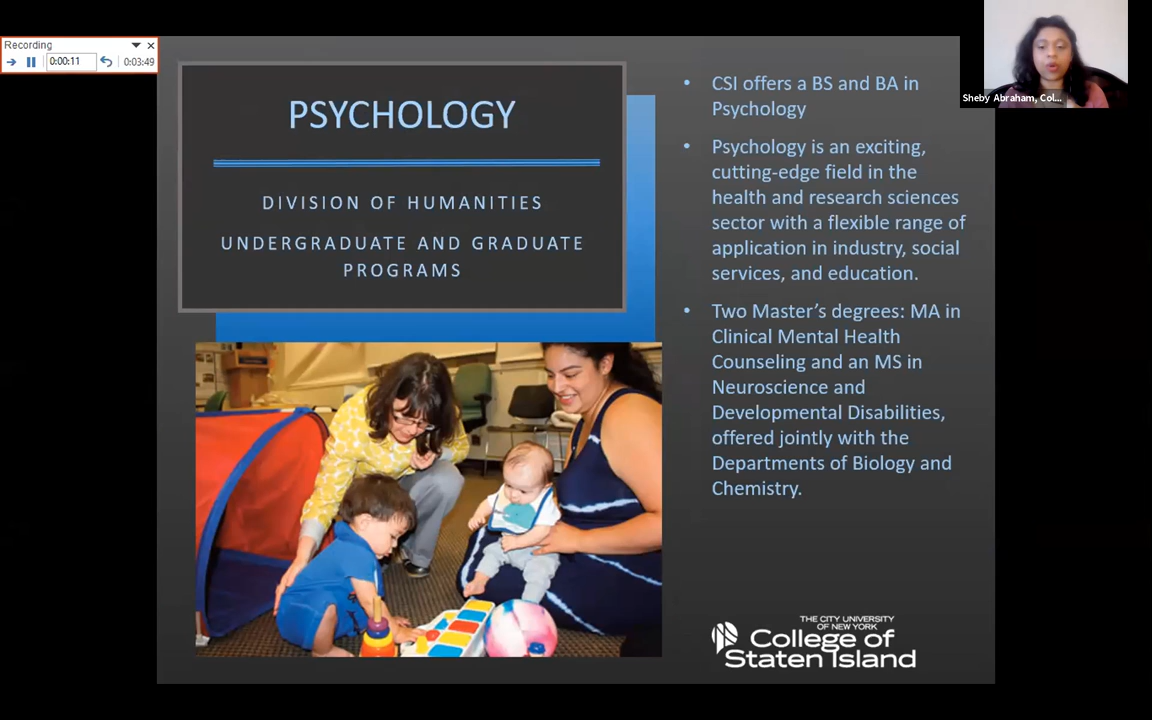 Recording
0:00:11
0:03:49
PSYCHOLOGY
DIVISION OF HUMANITIES
UNDERGRADUATE AND GRADUATE
PROGRAMS
• CSI offers a BS and BA in
Psychology
• Psychology is an exciting,
cutting-edge field in the
health and research sciences
sector with a flexible range of
application in industry, social
services, and education.
• Two Master's degrees: MA in
Clinical Mental Health
Counseling and an MS in
Neuroscience and
Developmental Disabilities,
offered jointly with the
Departments of Biology and
Chemistry.
Sheby Abraham, Col...
THE CITY UNIVERSITY
OF NEW YORK
College of
Staten Island